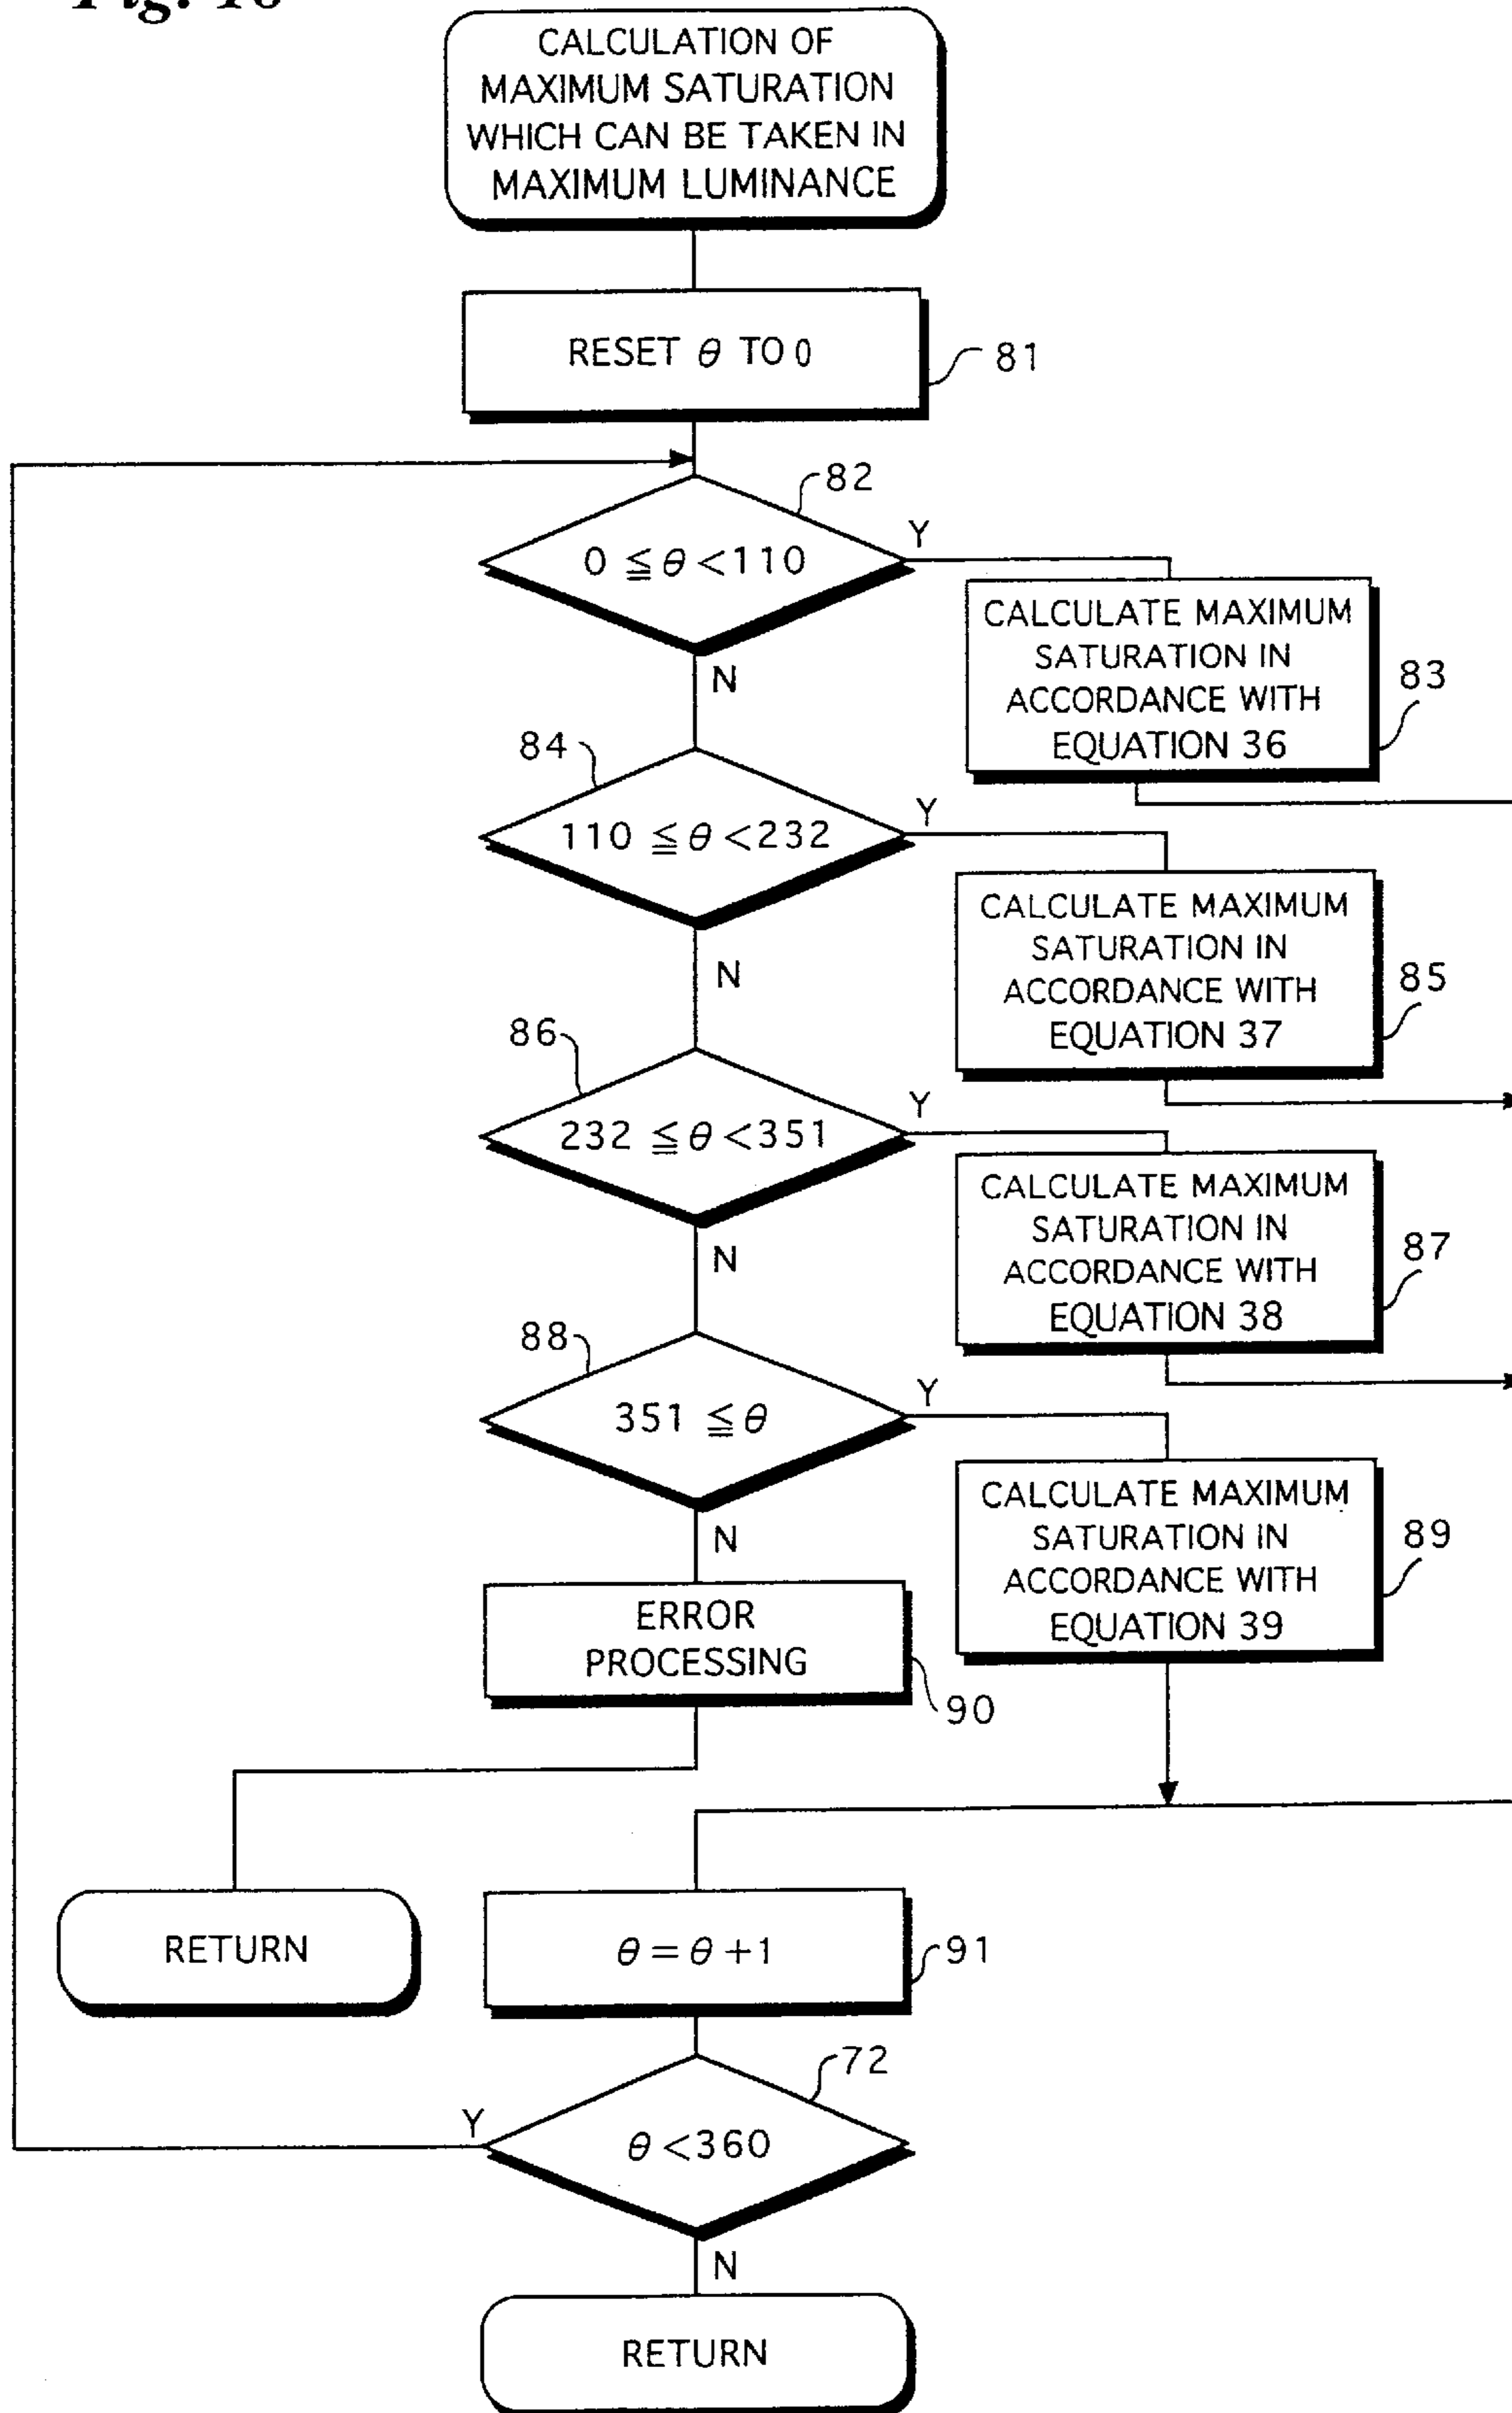 CALCULATION OF
MAXIMUM SATURATION
WHICH CAN BE TAKEN IN
MAXIMUM LUMINANCE
RESET θ TO 0
81
82
0 ≦ θ <110
Y
N
CALCULATE MAXIMUM
SATURATION IN
ACCORDANCE WITH
EQUATION 36
83
84
110 ≦ θ <232
Y
N
CALCULATE MAXIMUM
SATURATION IN
ACCORDANCE WITH
EQUATION 37
85
86
232 ≦ θ <351
Y
N
CALCULATE MAXIMUM
SATURATION IN
ACCORDANCE WITH
EQUATION 38
87
88
351 ≦ θ
Y
N
CALCULATE MAXIMUM
SATURATION IN
ACCORDANCE WITH
EQUATION 39
89
ERROR
PROCESSING
90
RETURN
θ = θ +1
91
72
θ <360
Y
N
RETURN